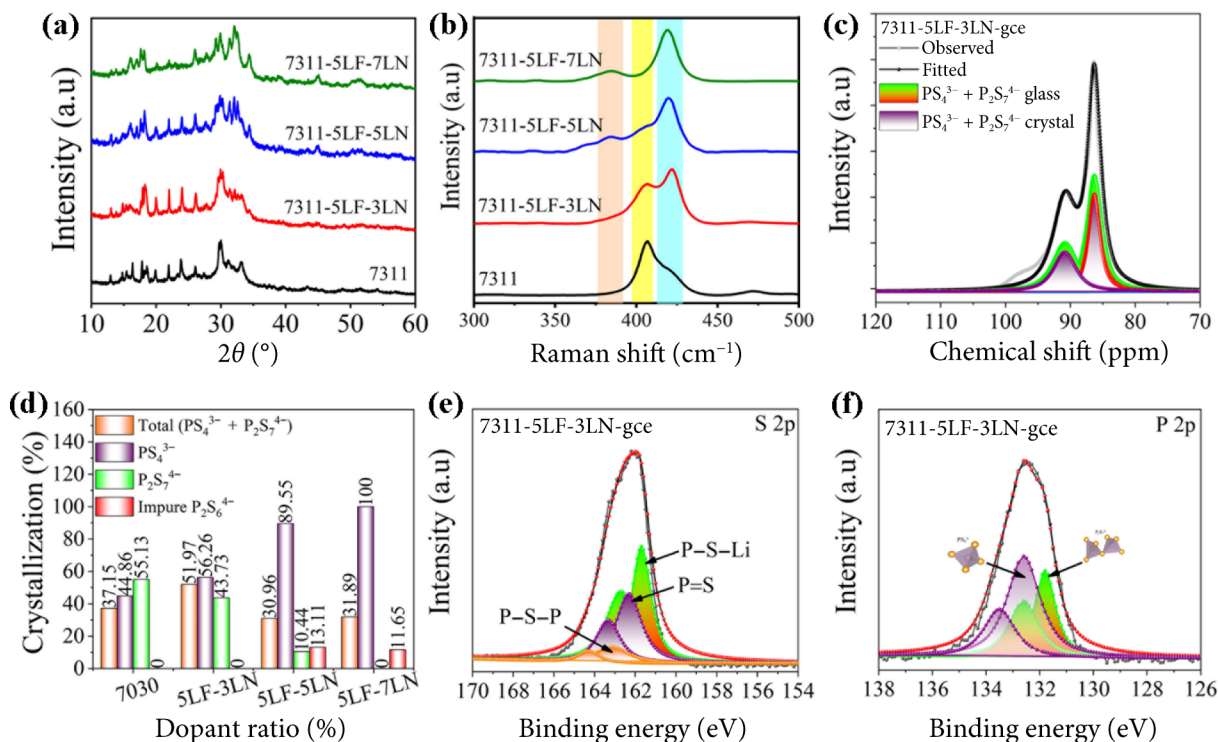 (a)
Intensity (a.u)
7311-5LF-7LN
7311-5LF-5LN
7311-5LF-3LN
7311
10 20 30 40 50 60
2θ (°)
(b)
Intensity (a.u)
7311-5LF-7LN
7311-5LF-5LN
7311-5LF-3LN
7311
300 350 400 450 500
Raman shift (cm⁻¹)
(c)
Intensity (a.u)
7311-5LF-3LN-gce
Observed
Fitted
PS₄³⁻ + P₂S₇⁴⁻ glass
PS₄³⁻ + P₂S₇⁴⁻ crystal
120 110 100 90 80 70
Chemical shift (ppm)
(d)
Crystallization (%)
160
140
120
100
80
60
40
20
0
Total (PS₄³⁻ + P₂S₇⁴⁻)
PS₄³⁻
P₂S₇⁴⁻
Impure P₂S₆⁴⁻
37.15 44.86 55.13 0
51.97 56.26 43.73 0
30.96 89.55 10.44 13.11
31.89 100 0 11.65
7030 5LF-3LN 5LF-5LN 5LF-7LN
Dopant ratio (%)
(e)
Intensity (a.u)
7311-5LF-3LN-gce
S 2p
P–S–Li
P=S
P–S–P
170 168 166 164 162 160 158 156 154
Binding energy (eV)
(f)
Intensity (a.u)
7311-5LF-3LN-gce
P 2p
138 136 134 132 130 128 126
Binding energy (eV)